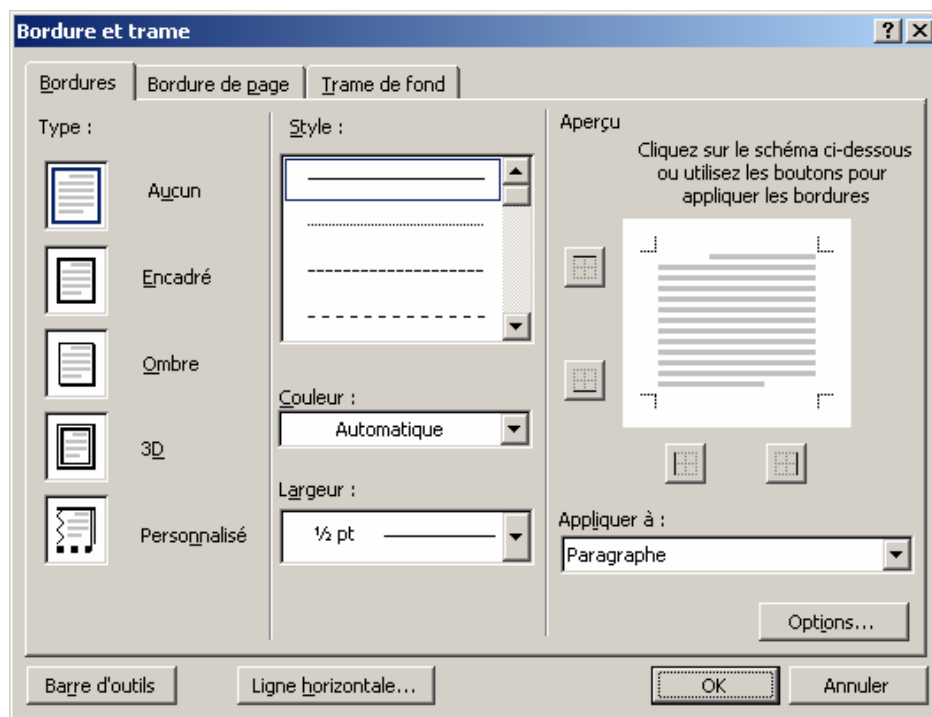 Bordure et trame
Bordures
Bordure de page
Trame de fond
Type :
Aucun
Encadré
Ombre
3D
Personnalisé
Style :
Couleur :
Automatique
Largeur :
½ pt
Aperçu
Cliquez sur le schéma ci-dessous
ou utilisez les boutons pour
appliquer les bordures
Appliquer à :
Paragraphe
Options...
Barre d'outils
Ligne horizontale...
OK
Annuler